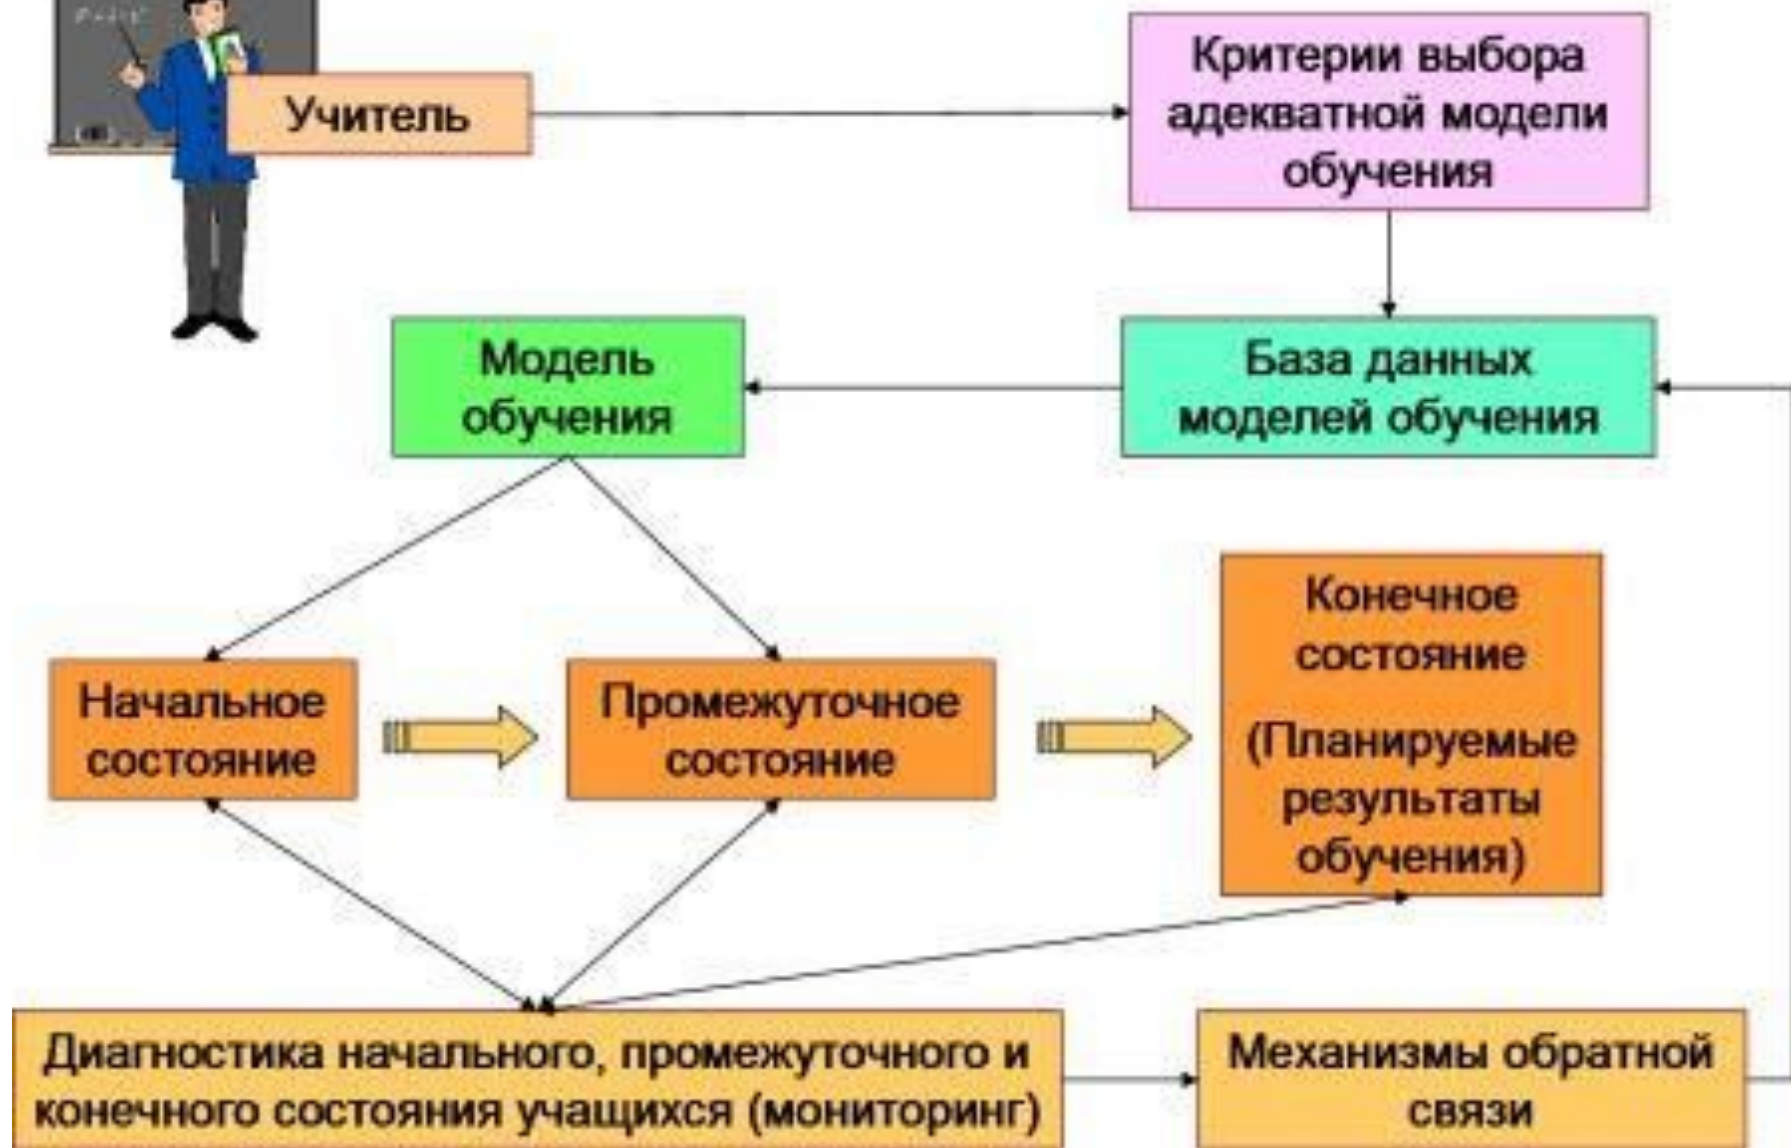 Учитель
Критерии выбора
адекватной модели
обучения
Модель
обучения
База данных
моделей обучения
Начальное
состояние
Промежуточное
состояние
Конечное
состояние
(Планируемые
результаты
обучения)
Диагностика начального, промежуточного и
конечного состояния учащихся (мониторинг)
Механизмы обратной
связи